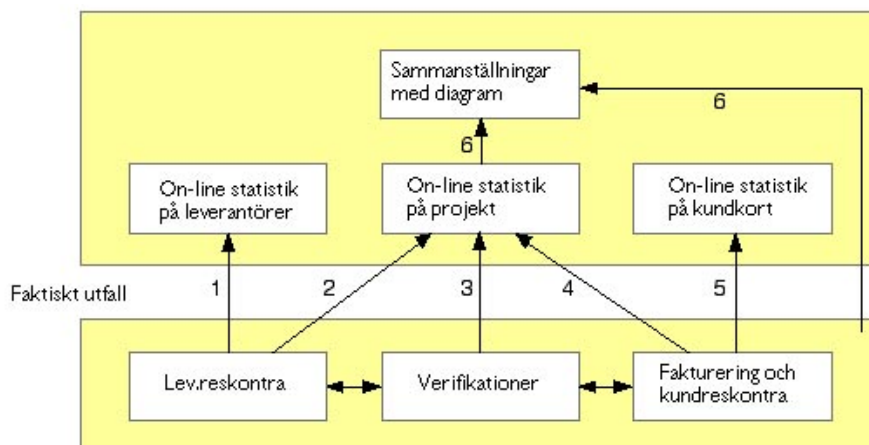 Sammanställningar
med diagram
6
6
On-line statistik
på leverantörer
On-line statistik
på projekt
On-line statistik
på kundkort
Faktiskt utfall
1
2
3
4
5
Lev.reskontra
Verifikationer
Fakturering och
kundreskontra